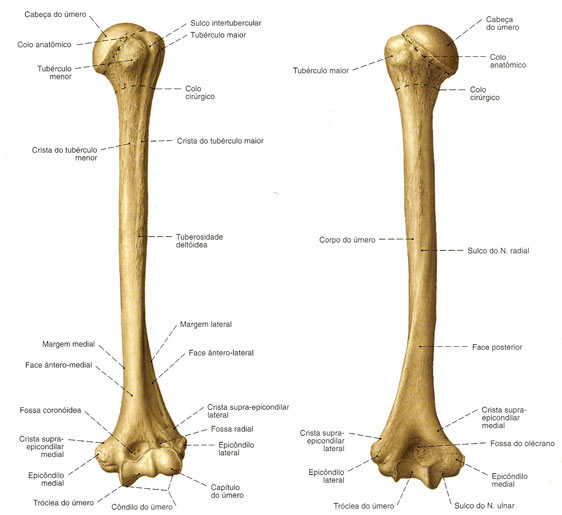 Cabeça do úmero
Sulco intertubercular
Tubérculo maior
Colo anatômico
Tubérculo
menor
Colo
cirúrgico
Crista do tubérculo
menor
Crista do tubérculo maior
Tuberosidade
deltóidea
Margem lateral
Margem medial
Face ântero-lateral
Face ântero-medial
Fossa coronóidea
Crista supra-epicondilar
lateral
Fossa radial
Crista supra-
epicondilar
medial
Epicôndilo
lateral
Epicôndilo
medial
Capítulo
do úmero
Tróclea do úmero
Côndilo do úmero
Cabeça
do úmero
Colo
anatômico
Tubérculo maior
Colo
cirúrgico
Corpo do úmero
Sulco do N. radial
Face posterior
Crista supra-
epicondilar
medial
Crista supra-
epicondilar
lateral
Fossa do olécrano
Epicôndilo
lateral
Epicôndilo
medial
Tróclea do úmero
Sulco do N. ulnar